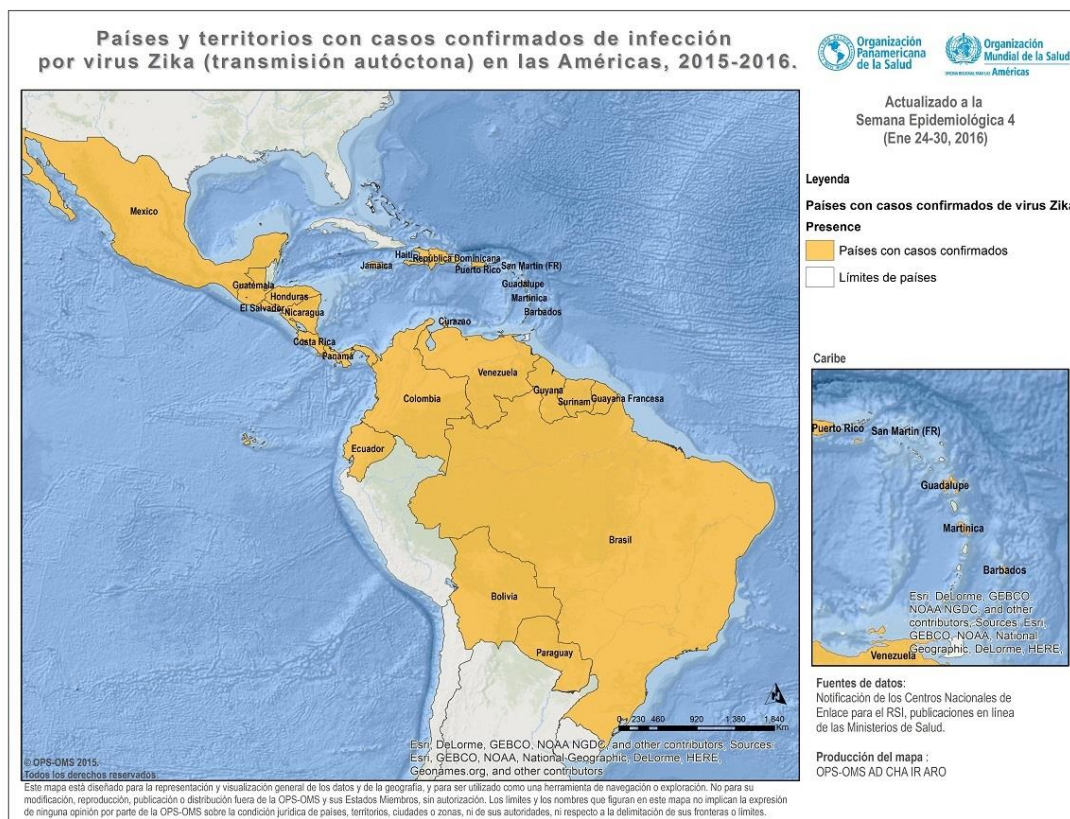 Países y territorios con casos confirmados de infección
por virus Zika (transmisión autóctona) en las Américas, 2015-2016.
Organización
Panamericana
de la Salud
Organización
Mundial de la Salud
OFICINA REGIONAL PARA LAS Américas
Actualizado a la
Semana Epidemiológica 4
(Ene 24-30, 2016)
Leyenda
Países con casos confirmados de virus Zika
Presence
Países con casos confirmados
Límites de países
Mexico
Guatemala
Honduras
El Salvador
Nicaragua
Costa Rica
Panamá
Jamaica
Haití
República Dominicana
Puerto Rico
San Martín (FR)
Guadalupe
Martinica
Barbados
Curazao
Venezuela
Colombia
Guyana
Surinam
Guayana Francesa
Ecuador
Brasil
Bolivia
Paraguay
0 230 460 920 1.380 1.840
Km
Esri, DeLorme, GEBCO, NOAA NGDC, and other contributors, Sources:
Esri, GEBCO, NOAA, National Geographic, DeLorme, HERE,
Geonames.org, and other contributors
Caribe
Puerto Rico
San Martin (FR)
Guadalupe
Martinica
Barbados
Venezuela
Esri, DeLorme, GEBCO,
NOAA NGDC, and other
contributors, Sources: Esri,
GEBCO, NOAA, National
Geographic, DeLorme, HERE,
Fuentes de datos:
Notificación de los Centros Nacionales de
Enlace para el RSI, publicaciones en línea
de las Ministerios de Salud.
Producción del mapa :
OPS-OMS AD CHA IR ARO
© OPS-OMS 2015.
Todos los derechos reservados
Este mapa está diseñado para la representación y visualización general de los datos y de la geografía, y para ser utilizado como una herramienta de navegación o exploración. No para su
modificación, reproducción, publicación o distribución fuera de la OPS-OMS y sus Estados Miembros, sin autorización. Los límites y los nombres que figuran en este mapa no implican la expresión
de ninguna opinión por parte de la OPS-OMS sobre la condición jurídica de países, territorios, ciudades o zonas, ni de sus autoridades, ni respecto a la delimitación de sus fronteras o límites.